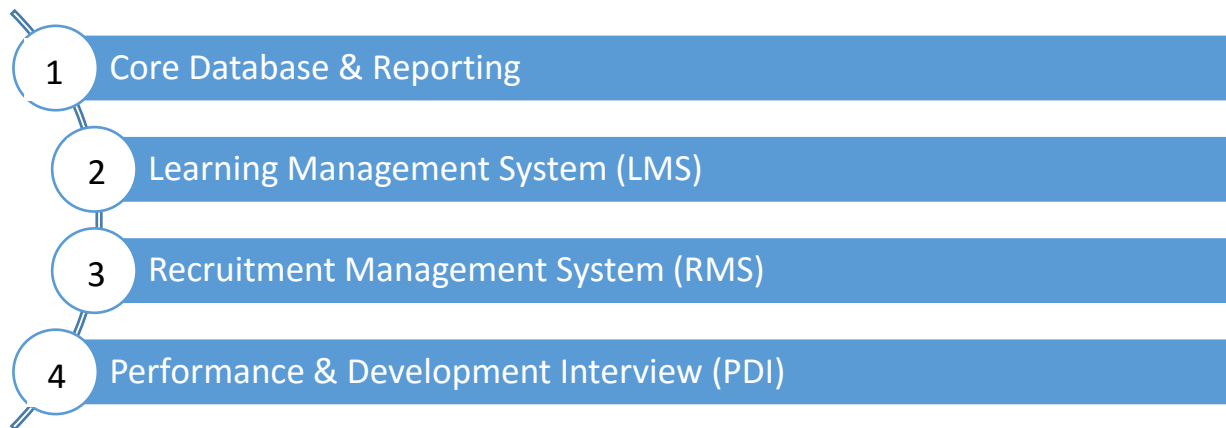 1 Core Database & Reporting
2 Learning Management System (LMS)
3 Recruitment Management System (RMS)
4 Performance & Development Interview (PDI)